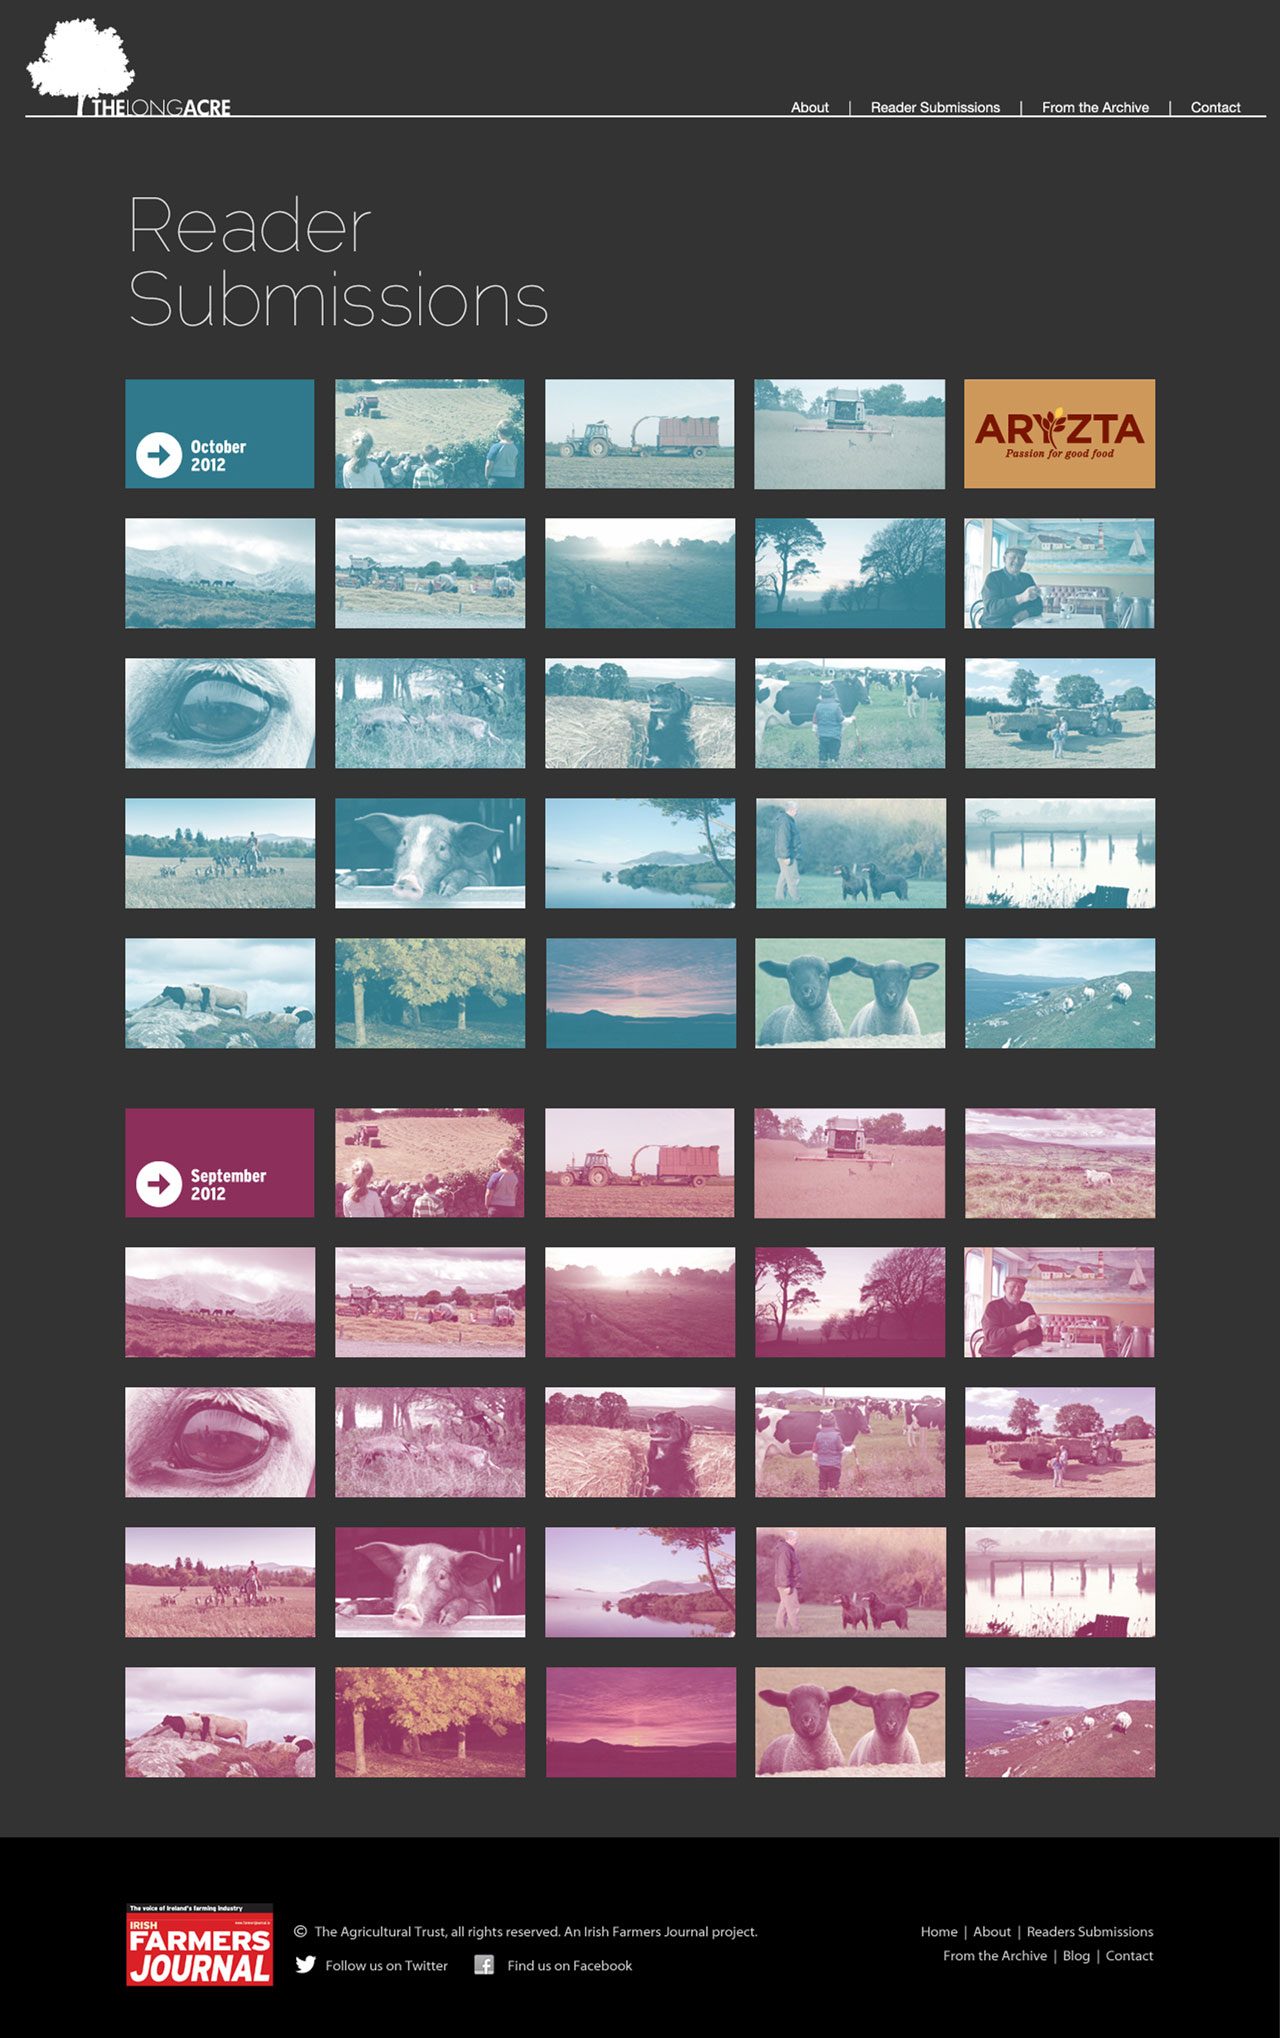 THELONGACRE
About | Reader Submissions | From the Archive | Contact
Reader
Submissions
October
2012
ARYZTA
Passion for good food
September
2012
The voice of Ireland's farming industry
IRISH
FARMERS
JOURNAL
© The Agricultural Trust, all rights reserved. An Irish Farmers Journal project.
Follow us on Twitter
Find us on Facebook
Home | About | Readers Submissions
From the Archive | Blog | Contact